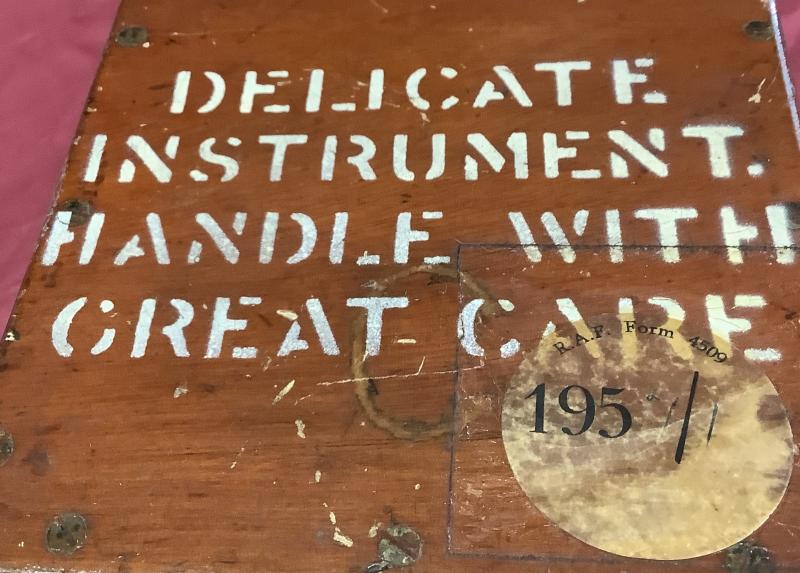 DELICATE
INSTRUMENT.
HANDLE WITH
GREAT CARE
R.A.F. Form 4509
195